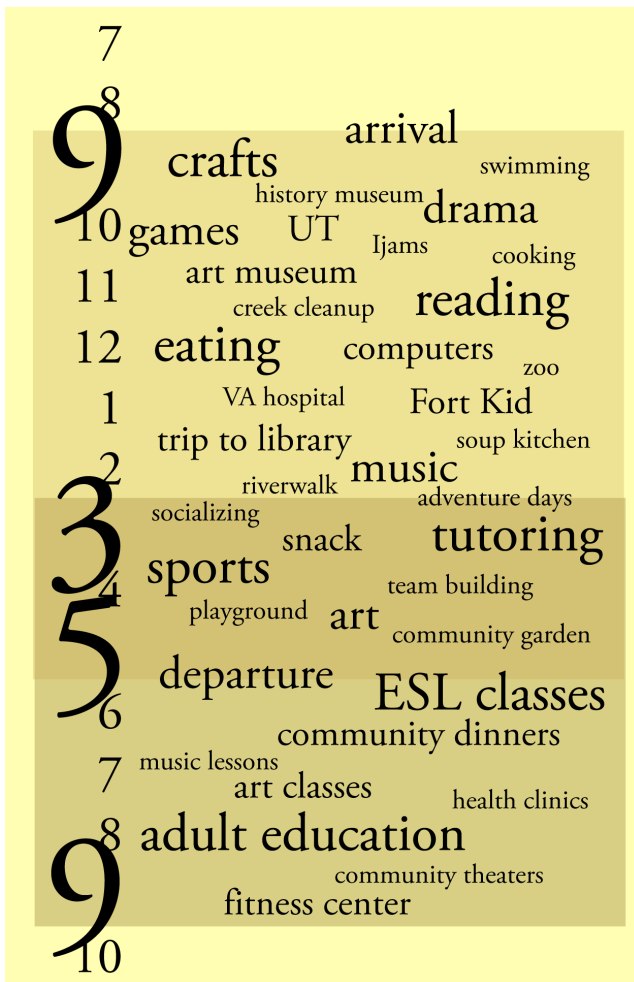 7
8
arrival
9
crafts
swimming
history museum
drama
10
games
UT
Ijams
cooking
11
art museum
reading
creek cleanup
12
eating
computers
zoo
1
VA hospital
Fort Kid
trip to library
soup kitchen
2
music
riverwalk
adventure days
3
socializing
snack
tutoring
sports
4
team building
playground
art
5
community garden
departure
ESL classes
6
community dinners
music lessons
7
art classes
health clinics
8
adult education
9
community theaters
fitness center
10